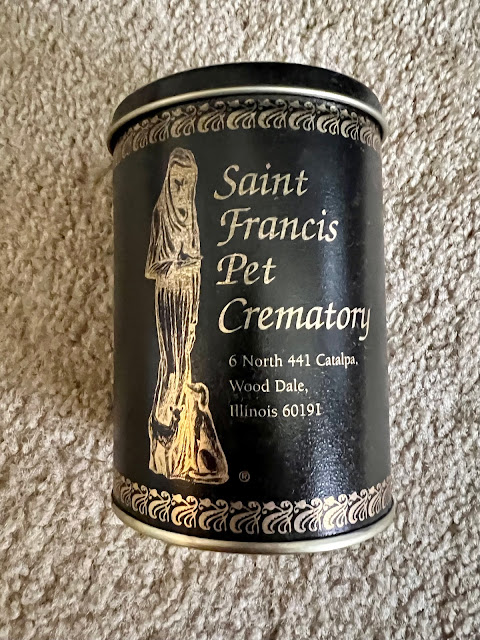 Saint
Francis
Pet
Crematory
6 North 441 Catalpa,
Wood Dale,
Illinois 60191
®